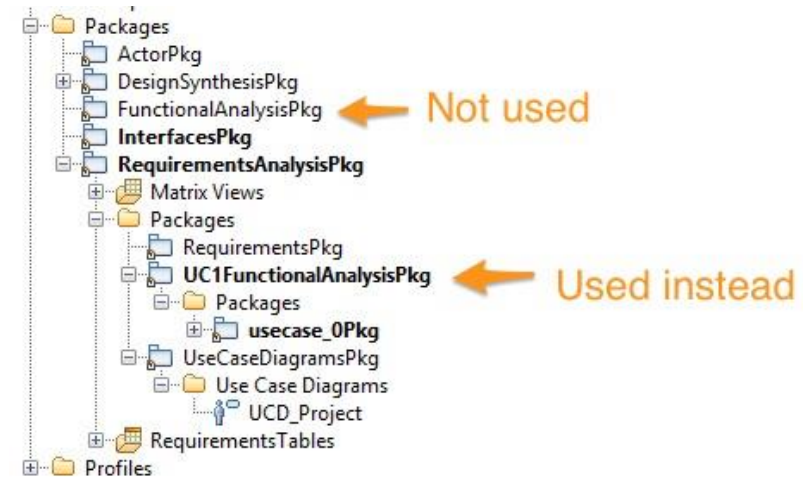 Packages
ActorPkg
DesignSynthesisPkg
FunctionalAnalysisPkg Not used
InterfacesPkg
RequirementsAnalysisPkg
Matrix Views
Packages
RequirementsPkg
UC1FunctionalAnalysisPkg Used instead
Packages
usecase_0Pkg
UseCaseDiagramsPkg
Use Case Diagrams
UCD_Project
RequirementsTables
Profiles